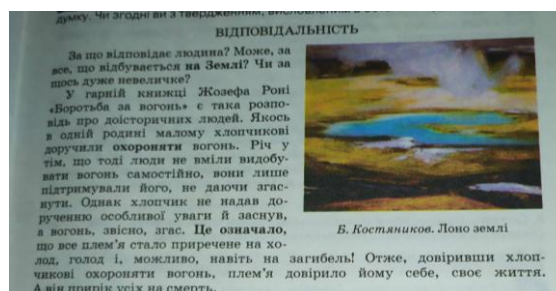 думку. Чи згодні ви з твердженням, висловленим в
ВІДПОВІДАЛЬНІСТЬ
За що відповідає людина? Може, за
все, що відбувається на Землі? Чи за
щось дуже невеличке?
У гарній книжці Жозефа Роні
«Боротьба за вогонь» є така розпо-
відь про доісторичних людей. Якось
в одній родині малому хлопчикові
доручили охороняти вогонь. Річ у
тім, що тоді люди не вміли видобу-
вати вогонь самостійно, вони лише
підтримували його, не даючи згас-
нути. Однак хлопчик не надав до-
рученню особливої уваги й заснув,
а вогонь, звісно, згас. Це означало,
що все плем'я стало приречене на хо-
лод, голод і, можливо, навіть на загибель! Отже, довіривши хлоп-
чикові охороняти вогонь, плем'я довірило йому себе, своє життя.
А він прирік усіх на смерть.
Б. Костяников. Лоно землі